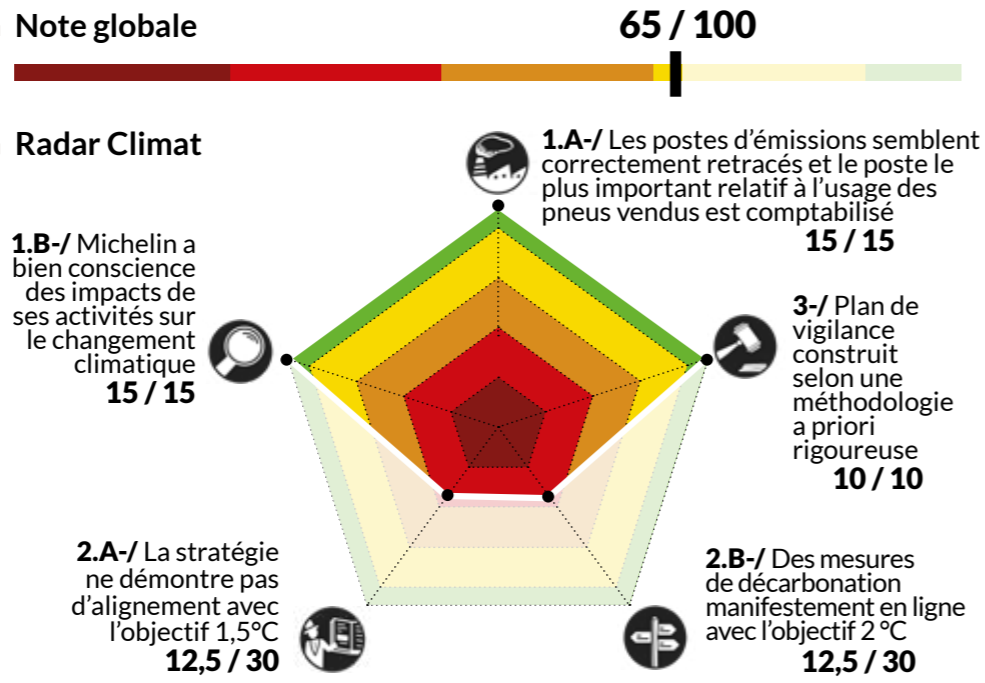 Note globale
65 / 100
Radar Climat
1.A-/ Les postes d’émissions semblent
correctement retracés et le poste le
plus important relatif à l’usage des
pneus vendus est comptabilisé
15 / 15
1.B-/ Michelin a
bien conscience
des impacts de
ses activités sur
le changement
climatique
15 / 15
3-/ Plan de
vigilance
construit
selon une
méthodologie
a priori
rigoureuse
10 / 10
2.A-/ La stratégie
ne démontre pas
d’alignement avec
l’objectif 1,5°C
12,5 / 30
2.B-/ Des mesures
de décarbonation
manifestement en ligne
avec l’objectif 2 °C
12,5 / 30